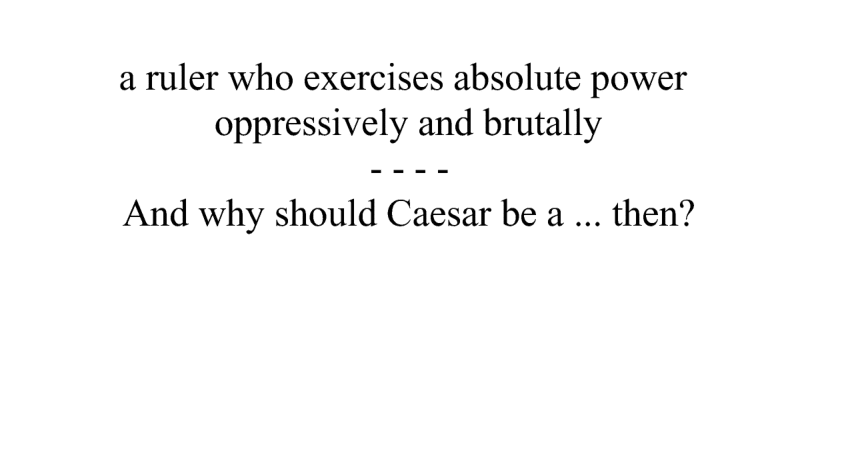 a ruler who exercises absolute power
oppressively and brutally
- - - -
And why should Caesar be a ... then?